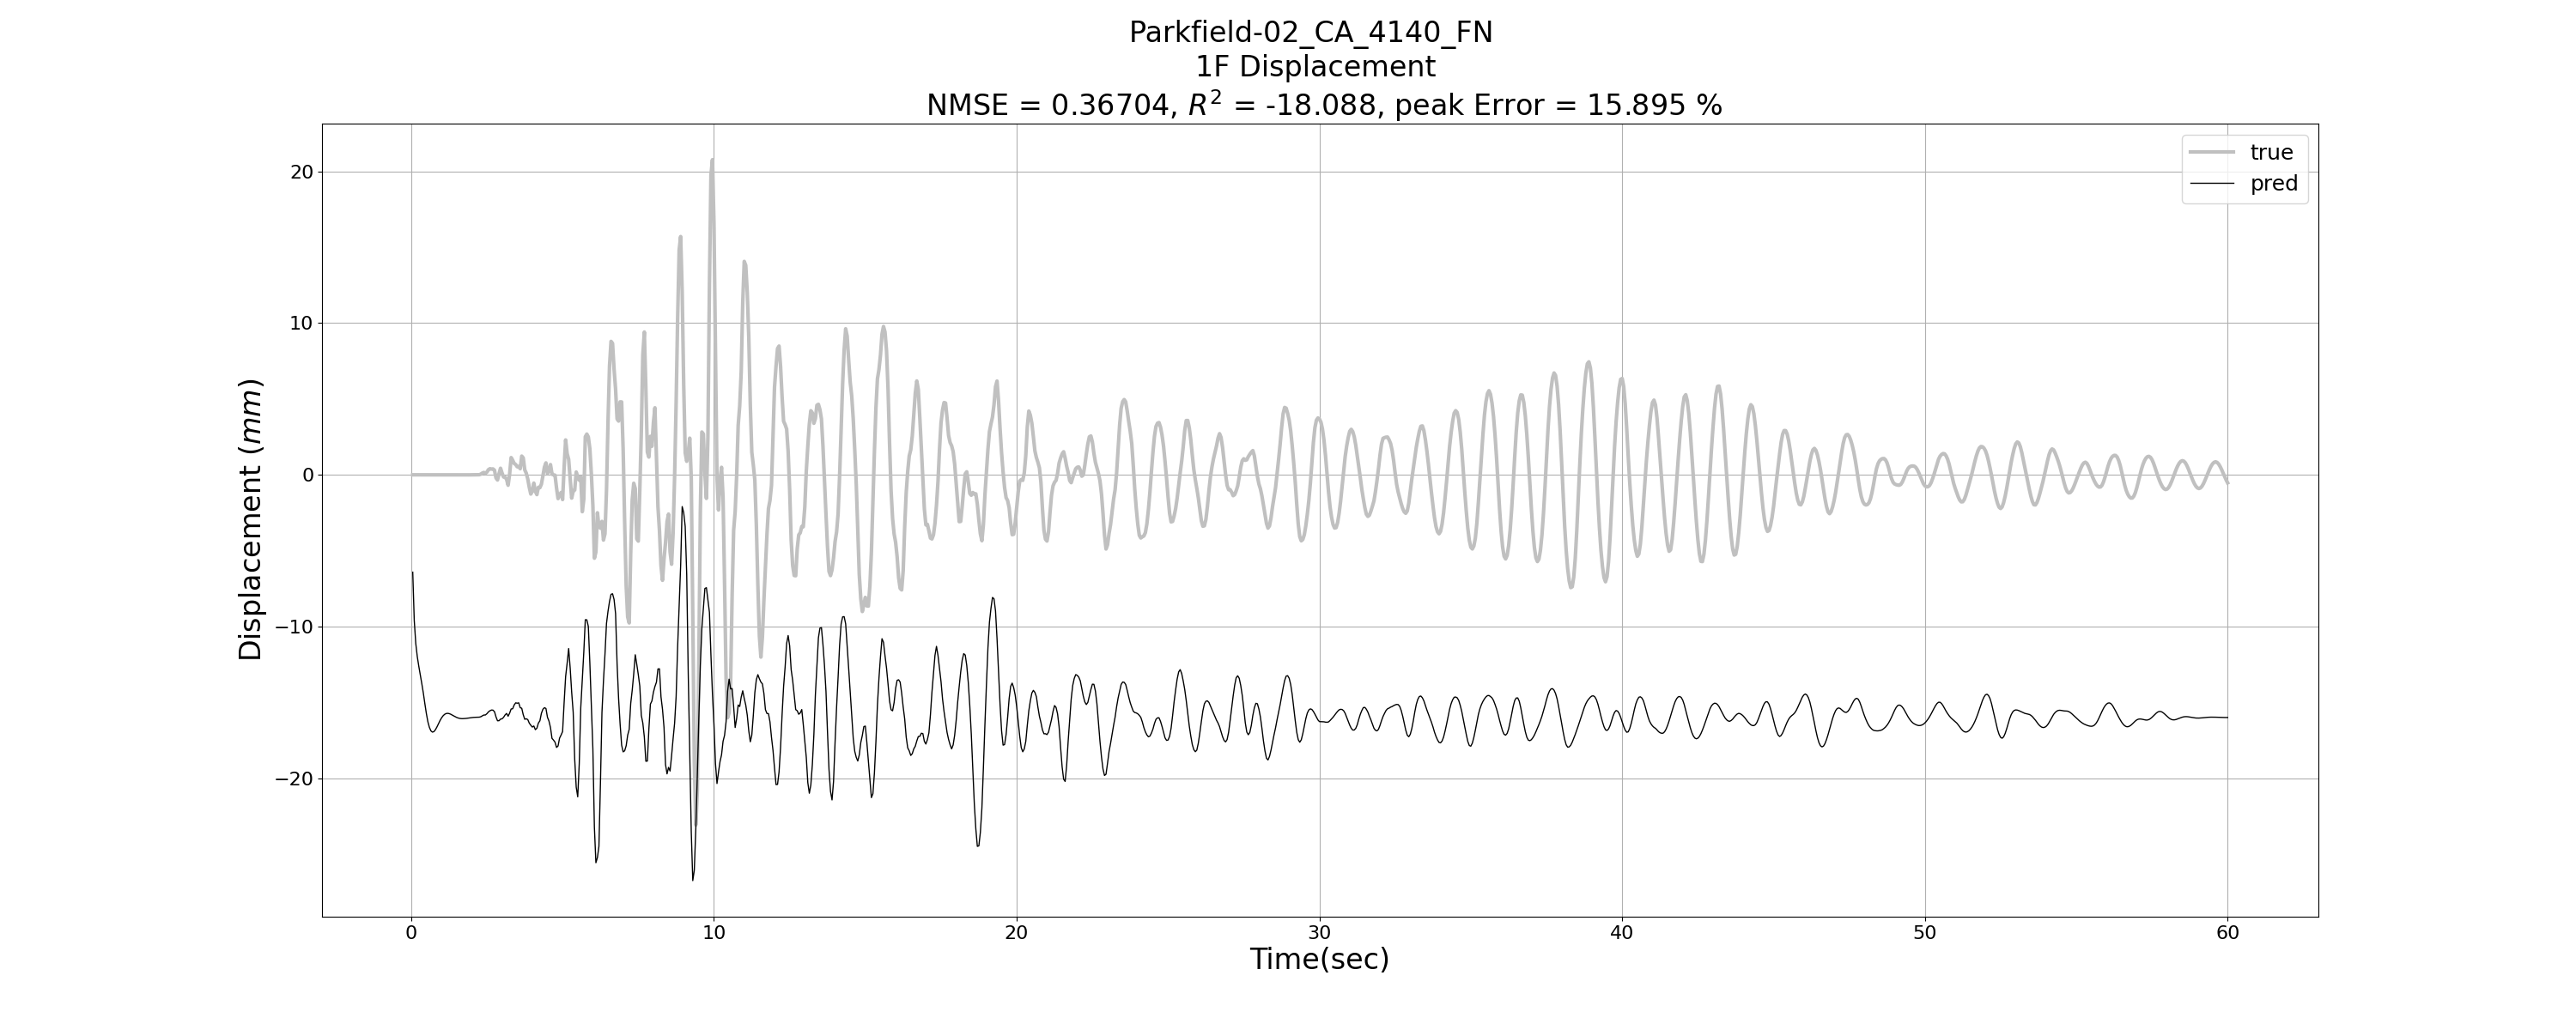 Parkfield-02_CA_4140_FN
1F Displacement
NMSE = 0.36704, R² = -18.088, peak Error = 15.895 %
true
pred
20
10
0
−10
−20
Displacement (mm)
0 10 20 30 40 50 60
Time(sec)